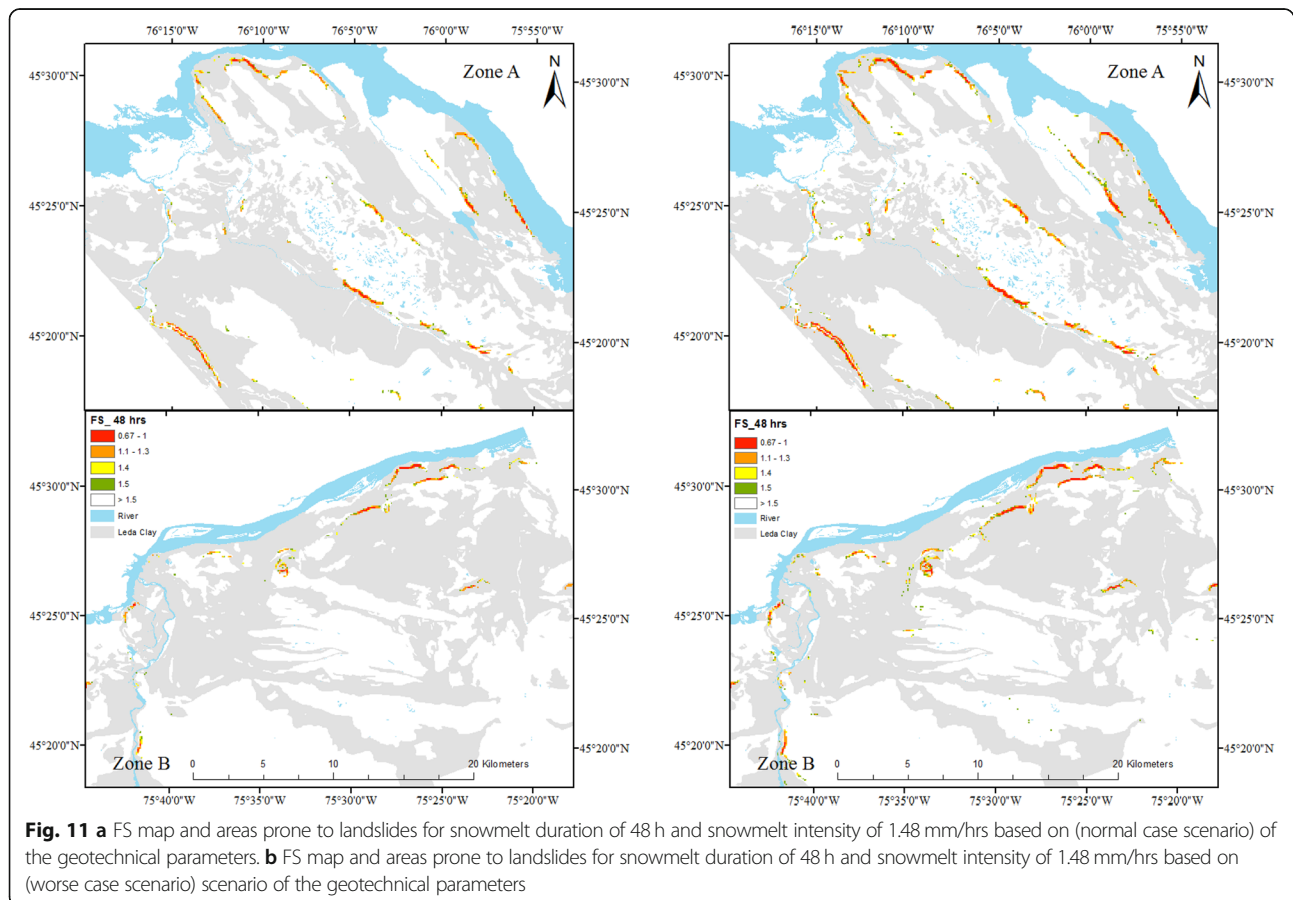 76°15'0"W 76°10'0"W 76°5'0"W 76°0'0"W 75°55'0"W
76°15'0"W 76°10'0"W 76°5'0"W 76°0'0"W 75°55'0"W
Zone A
N
45°30'0"N
45°30'0"N
45°25'0"N
45°25'0"N
45°20'0"N
45°20'0"N
Zone A
N
45°30'0"N
45°30'0"N
45°25'0"N
45°25'0"N
45°20'0"N
45°20'0"N
FS_ 48 hrs
0.67 - 1
1.1 - 1.3
1.4
1.5
> 1.5
River
Leda Clay
45°30'0"N
45°30'0"N
45°25'0"N
45°25'0"N
45°20'0"N
45°20'0"N
Zone B
0 5 10 20 Kilometers
75°40'0"W 75°35'0"W 75°30'0"W 75°25'0"W 75°20'0"W
FS_48 hrs
0.67 - 1
1.1 - 1.3
1.4
1.5
> 1.5
River
Leda Clay
45°30'0"N
45°30'0"N
45°25'0"N
45°25'0"N
45°20'0"N
45°20'0"N
Zone B
0 5 10 20 Kilometers
75°40'0"W 75°35'0"W 75°30'0"W 75°25'0"W 75°20'0"W
Fig. 11 a FS map and areas prone to landslides for snowmelt duration of 48 h and snowmelt intensity of 1.48 mm/hrs based on (normal case scenario) of
the geotechnical parameters. b FS map and areas prone to landslides for snowmelt duration of 48 h and snowmelt intensity of 1.48 mm/hrs based on
(worse case scenario) scenario of the geotechnical parameters